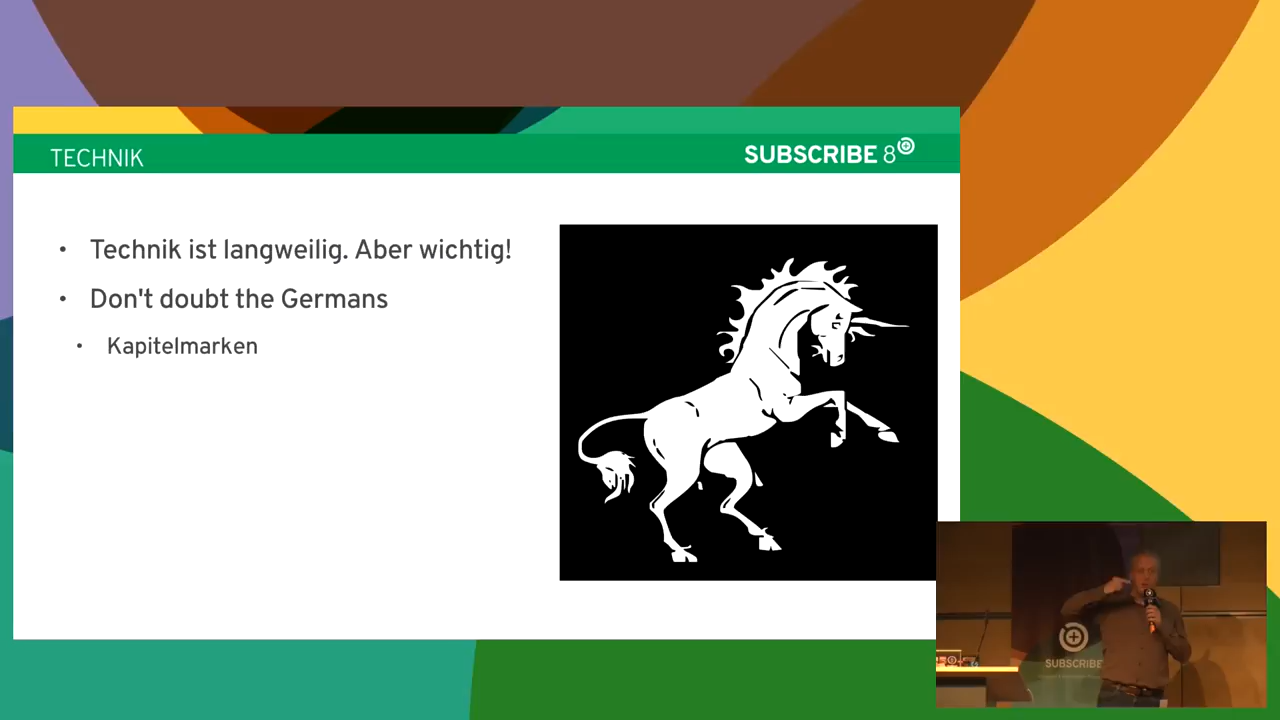 TECHNIK
SUBSCRIBE 8
Technik ist langweilig. Aber wichtig!
Don't doubt the Germans
Kapitelmarken
SUBSCRIBE